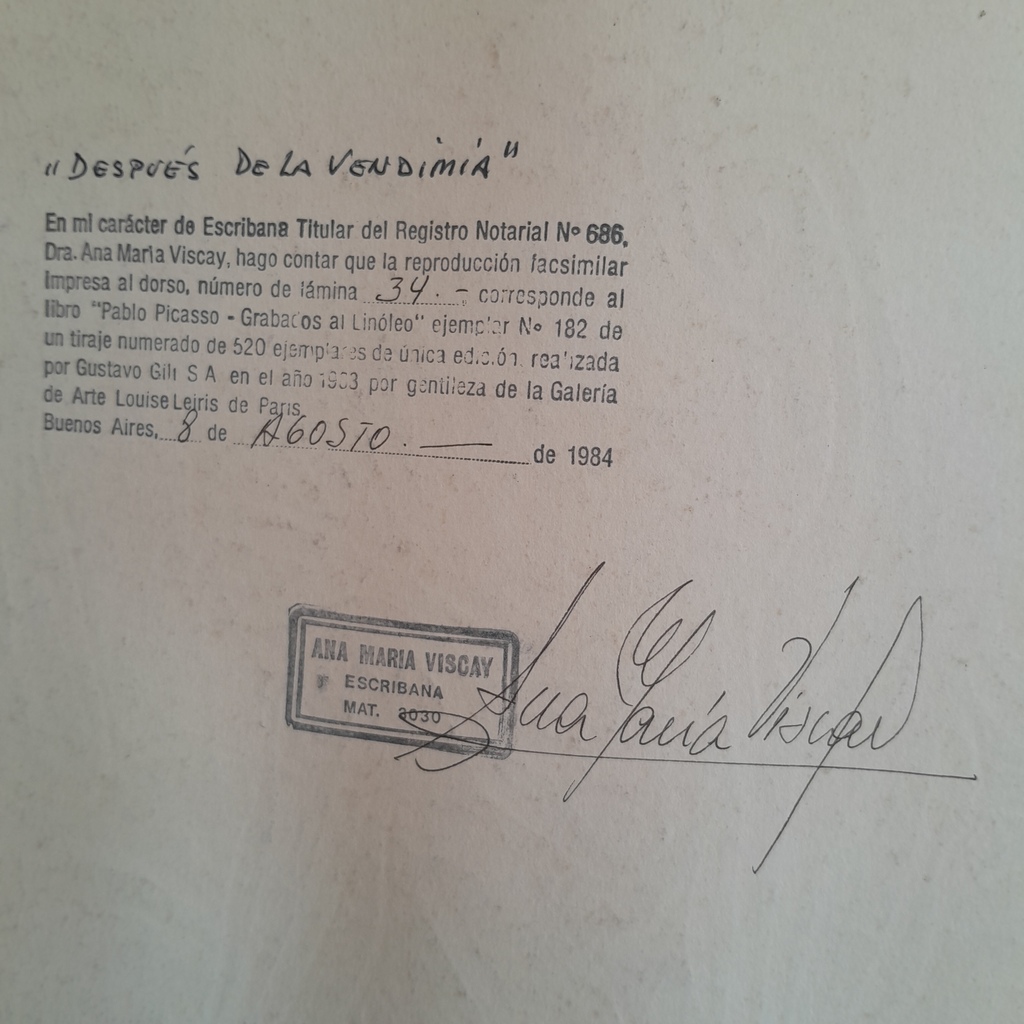 "DESPUÉS DE LA VENDIMIA"
En mi carácter de Escribana Titular del Registro Notarial Nº 686,
Dra. Ana Maria Viscay, hago contar que la reproducción facsimilar
impresa al dorso, número de lámina 34. - corresponde al
libro "Pablo Picasso - Grabados al Linóleo" ejemplar Nº 182 de
un tiraje numerado de 520 ejemplares de única edición, realizada
por Gustavo Gili S A en el año 1963 por gentileza de la Galería
de Arte Louise Leiris de Paris.
Buenos Aires, 8 de AGOSTO. — de 1984
ANA MARIA VISCAY
ESCRIBANA
MAT. 3030
Ana María Viscay